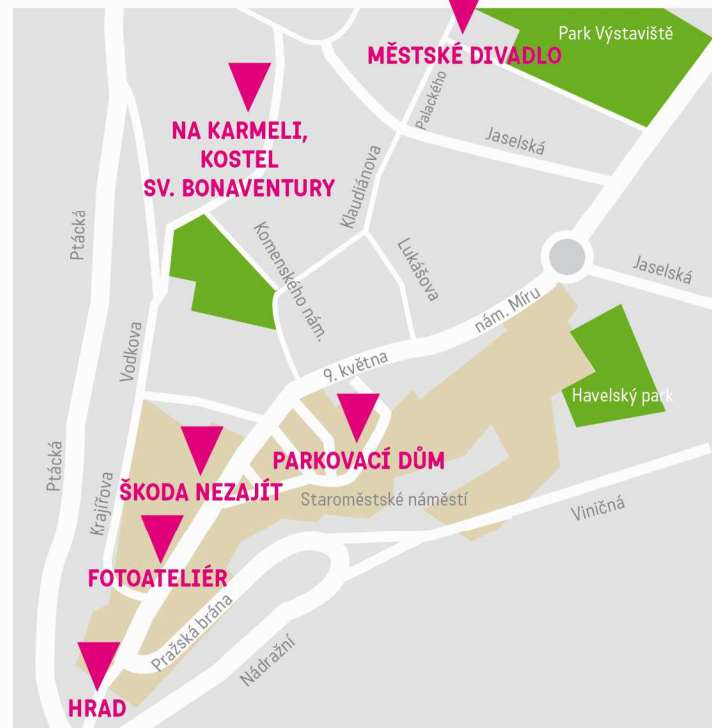 Park Výstaviště
MĚSTSKÉ DIVADLO
Palackého
NA KARMELI,
KOSTEL
SV. BONAVENTURY
Jaselská
Klaudiánova
Ptácká
Komenského nám.
Lukášova
Jaselská
nám. Míru
Vodkova
9. května
Havelský park
Ptácká
PARKOVACÍ DŮM
Krajířova
ŠKODA NEZAJÍT
Staroměstské náměstí
Viničná
FOTOATELIÉR
Pražská brána
Nádražní
HRAD